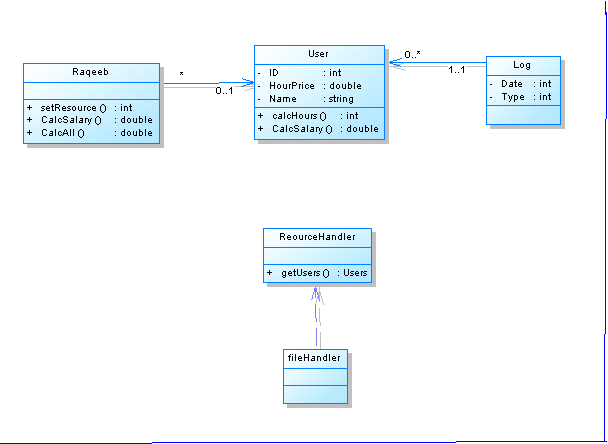 Raqeeb
+ setResource () : int
+ CalcSalary () : double
+ CalcAll () : double
*
0..1
User
- ID : int
- HourPrice : double
- Name : string
+ calcHours () : int
+ CalcSalary () : double
0..*
1..1
Log
- Date : int
- Type : int
ReourceHandler
+ getUsers () : Users
fileHandler